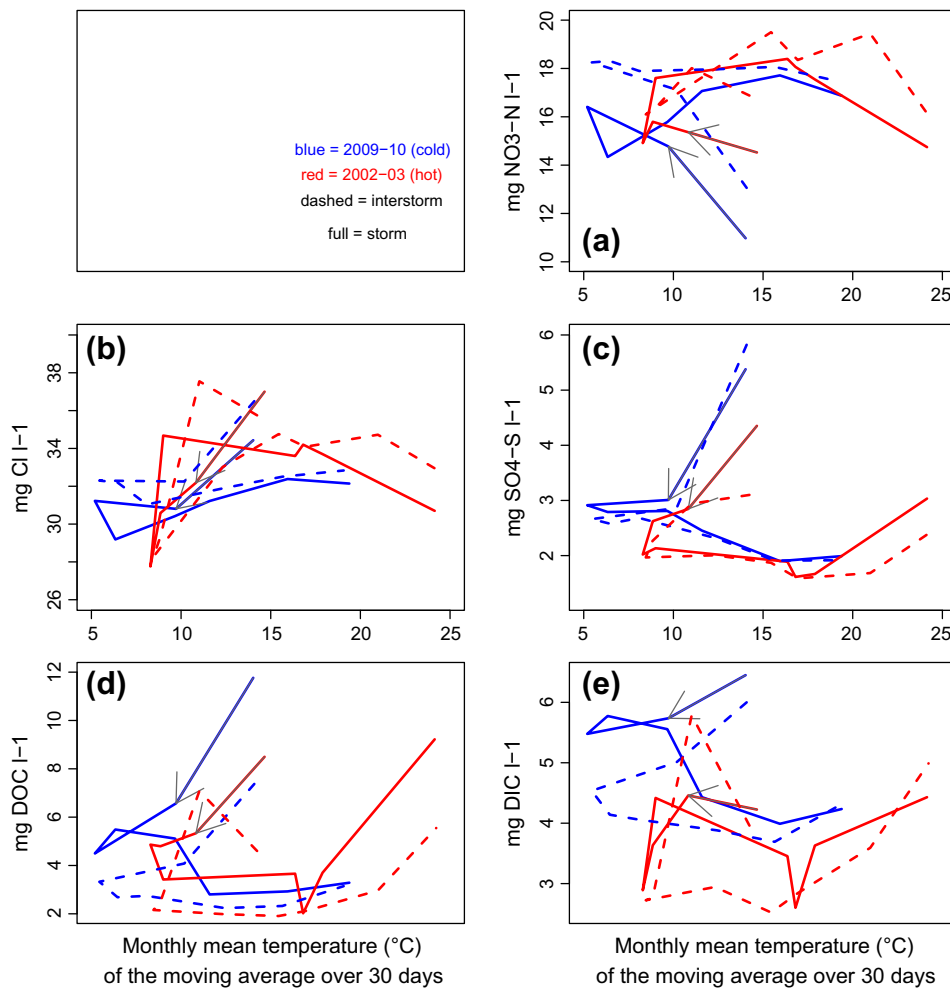 blue = 2009−10 (cold)
red = 2002−03 (hot)
dashed = interstorm
full = storm
mg NO3−N l−1
10 12 14 16 18 20
(a)
5 10 15 20 25
mg Cl l−1
26 30 34 38
(b)
5 10 15 20 25
mg SO4−S l−1
2 3 4 5 6
(c)
5 10 15 20 25
mg DOC l−1
2 4 6 8 10 12
(d)
mg DIC l−1
3 4 5 6
(e)
Monthly mean temperature (°C)
of the moving average over 30 days
Monthly mean temperature (°C)
of the moving average over 30 days